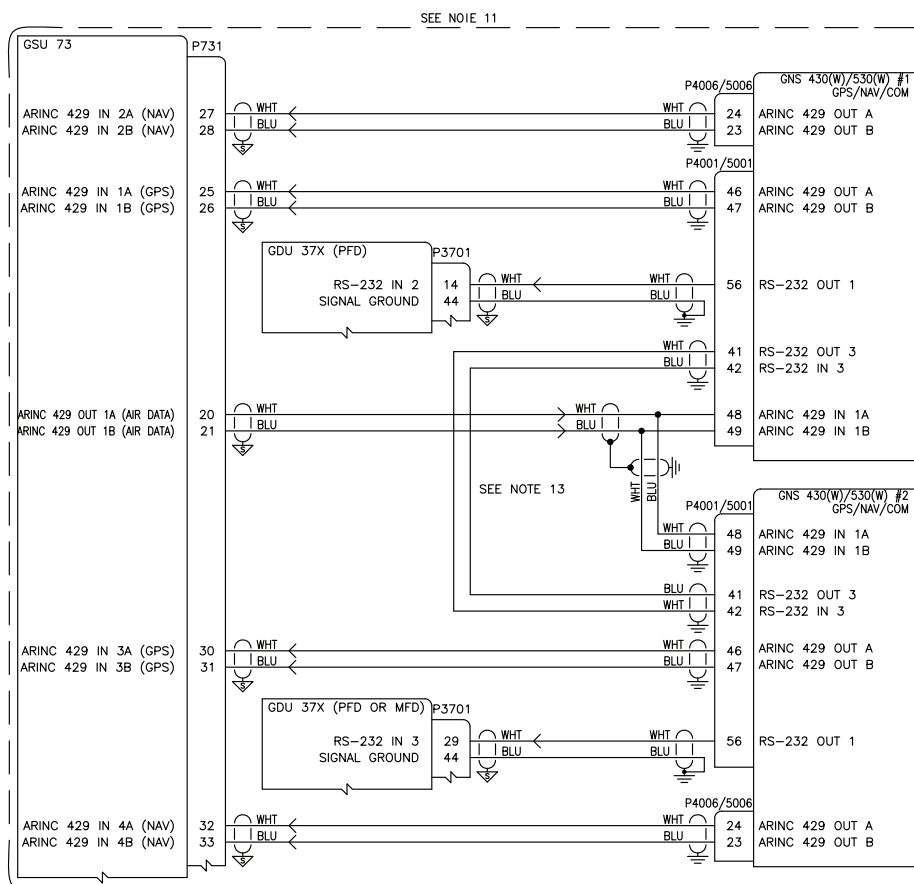 SEE NOIE 11
GSU 73 P731
GNS 430(W)/530(W) #1
GPS/NAV/COM
P4006/5006
ARINC 429 IN 2A (NAV) 27 WHT WHT 24 ARINC 429 OUT A
ARINC 429 IN 2B (NAV) 28 BLU BLU 23 ARINC 429 OUT B
S
P4001/5001
ARINC 429 IN 1A (GPS) 25 WHT WHT 46 ARINC 429 OUT A
ARINC 429 IN 1B (GPS) 26 BLU BLU 47 ARINC 429 OUT B
S
GDU 37X (PFD) P3701
RS-232 IN 2 14 WHT WHT 56 RS-232 OUT 1
SIGNAL GROUND 44 BLU BLU
S
WHT 41 RS-232 OUT 3
BLU 42 RS-232 IN 3
ARINC 429 OUT 1A (AIR DATA) 20 WHT WHT 48 ARINC 429 IN 1A
ARINC 429 OUT 1B (AIR DATA) 21 BLU BLU 49 ARINC 429 IN 1B
S
SEE NOTE 13
WHT
BLU
GNS 430(W)/530(W) #2
GPS/NAV/COM
P4001/5001
WHT 48 ARINC 429 IN 1A
BLU 49 ARINC 429 IN 1B
BLU 41 RS-232 OUT 3
WHT 42 RS-232 IN 3
ARINC 429 IN 3A (GPS) 30 WHT WHT 46 ARINC 429 OUT A
ARINC 429 IN 3B (GPS) 31 BLU BLU 47 ARINC 429 OUT B
S
GDU 37X (PFD OR MFD) P3701
RS-232 IN 3 29 WHT WHT 56 RS-232 OUT 1
SIGNAL GROUND 44 BLU BLU
S
P4006/5006
ARINC 429 IN 4A (NAV) 32 WHT WHT 24 ARINC 429 OUT A
ARINC 429 IN 4B (NAV) 33 BLU BLU 23 ARINC 429 OUT B
S